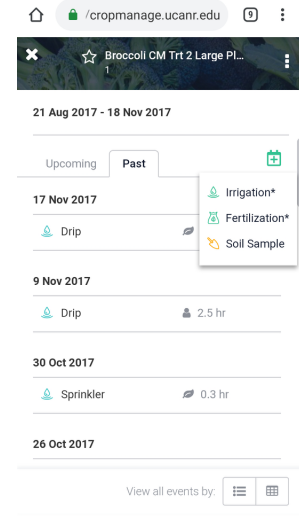 /cropmanage.ucanr.edu 9
Broccoli CM Trt 2 Large Pl...
1
21 Aug 2017 - 18 Nov 2017
Upcoming Past
Irrigation*
Fertilization*
Soil Sample
17 Nov 2017
Drip
9 Nov 2017
Drip 2.5 hr
30 Oct 2017
Sprinkler 0.3 hr
26 Oct 2017
View all events by: